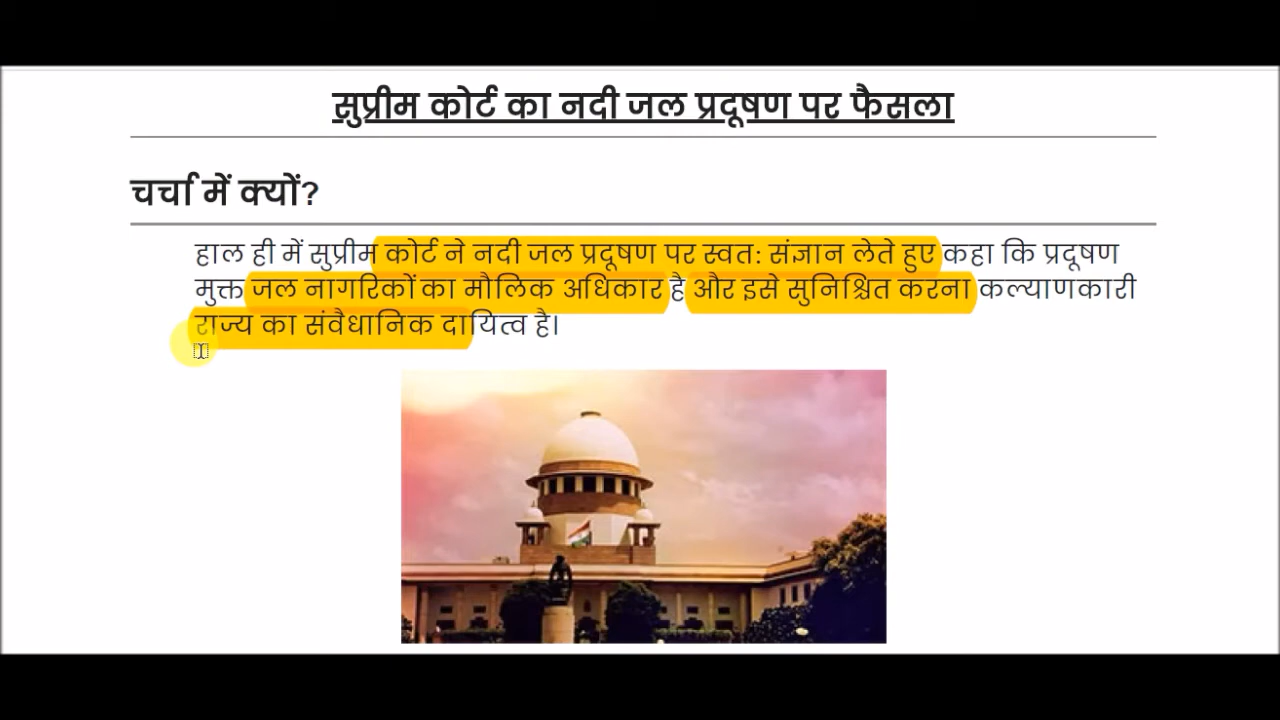 सुप्रीम कोर्ट का नदी जल प्रदूषण पर फैसला
चर्चा में क्यों?
हाल ही में सुप्रीम कोर्ट ने नदी जल प्रदूषण पर स्वतः संज्ञान लेते हुए कहा कि प्रदूषण
मुक्त जल नागरिकों का मौलिक अधिकार है और इसे सुनिश्चित करना कल्याणकारी
राज्य का संवैधानिक दायित्व है।